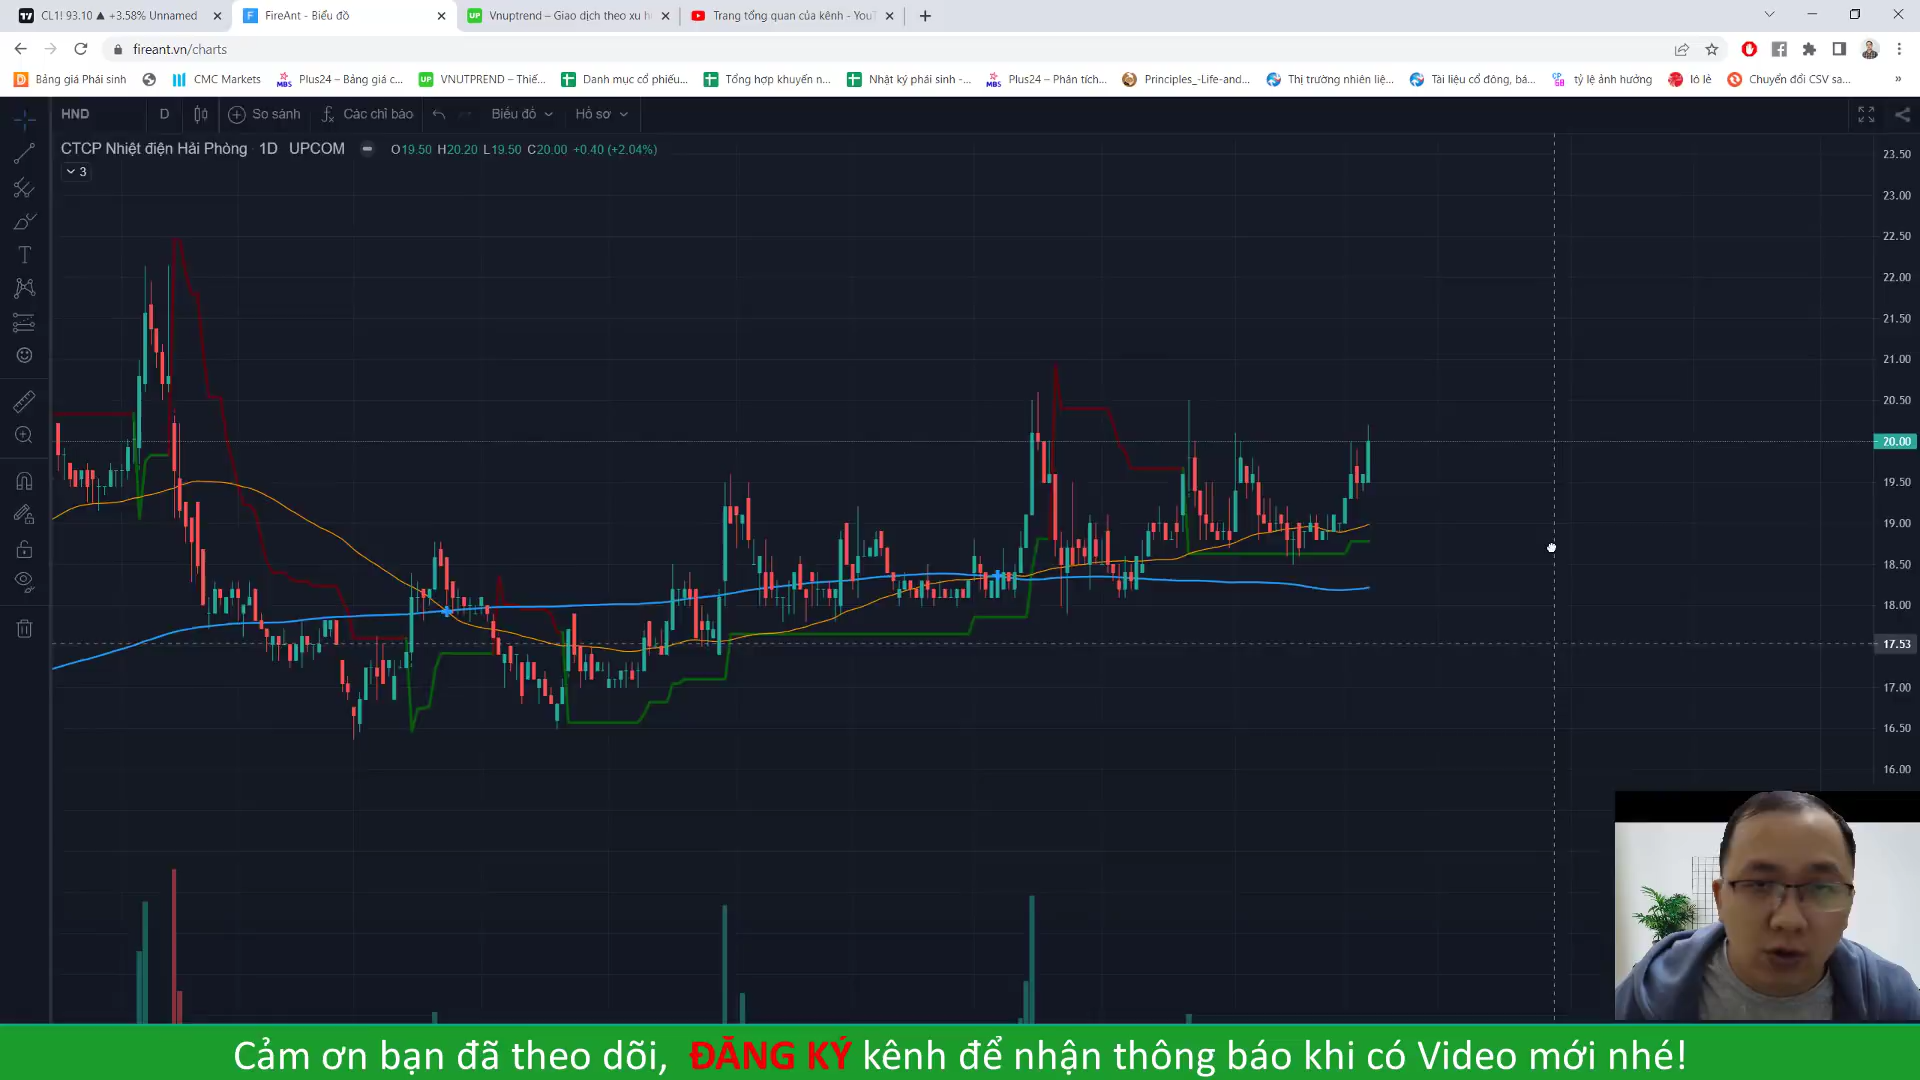 CL1! 93.10 ▲ +3.58% Unnamed
FireAnt - Biểu đồ
Vnuptrend – Giao dịch theo xu h
Trang tổng quan của kênh - You
fireant.vn/charts
Bảng giá Phái sinh
CMC Markets
Plus24 – Bảng giá c...
VNUTPREND – Thiế...
Danh mục cổ phiếu...
Tổng hợp khuyến n...
Nhật ký phái sinh -...
Plus24 – Phân tích...
Principles_-Life-and...
Thị trường nhiên liệ...
Tài liệu cổ đông, bá...
tỷ lệ ảnh hưởng
lô lẻ
Chuyển đổi CSV sa...
»
HND
D
So sánh
Các chỉ báo
Biểu đồ
Hồ sơ
CTCP Nhiệt điện Hải Phòng 1D UPCOM O19.50 H20.20 L19.50 C20.00 +0.40 (+2.04%)
3
23.50
23.00
22.50
22.00
21.50
21.00
20.50
20.00
19.50
19.00
18.50
18.00
17.53
17.00
16.50
16.00
Cảm ơn bạn đã theo dõi, ĐĂNG KÝ kênh để nhận thông báo khi có Video mới nhé!